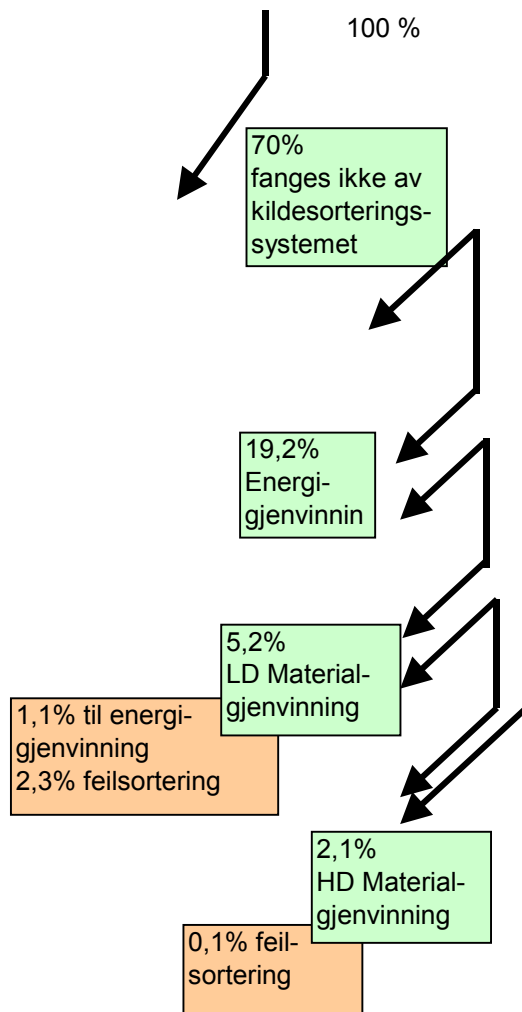 100 %
70%
fanges ikke av
kildesorterings-
systemet
19,2%
Energi-
gjenvinnin
5,2%
LD Material-
gjenvinning
1,1% til energi-
gjenvinning
2,3% feilsortering
2,1%
HD Material-
gjenvinning
0,1% feil-
sortering